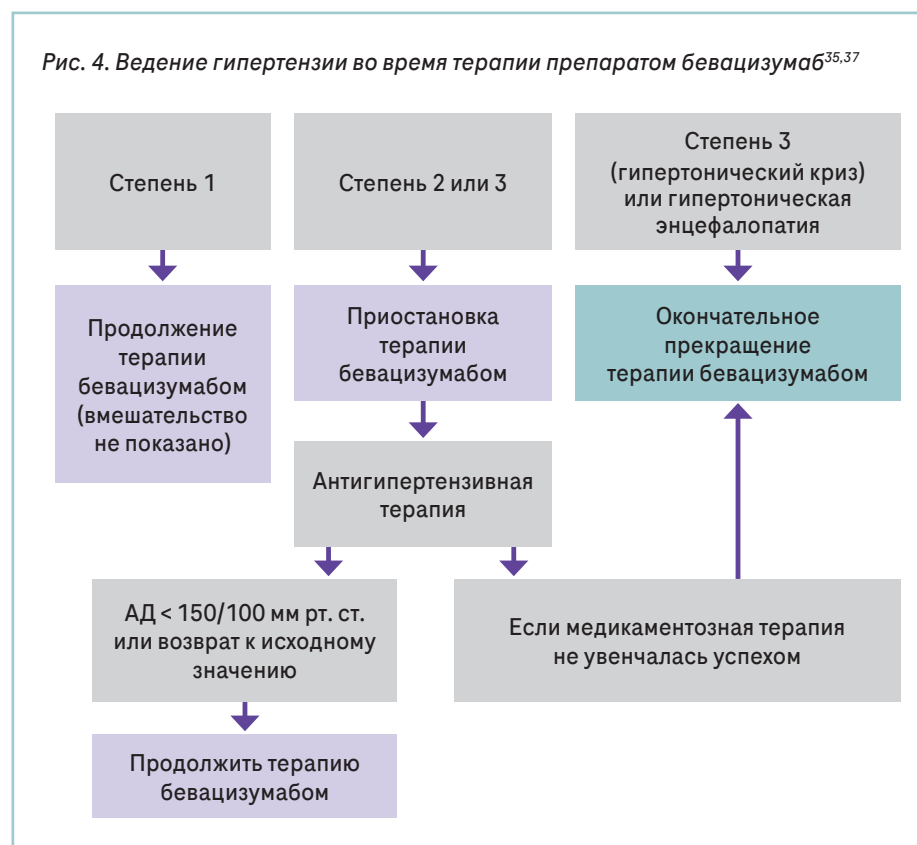 Рис. 4. Ведение гипертензии во время терапии препаратом бевацизумаб35,37
Степень 1
Степень 2 или 3
Степень 3
(гипертонический криз)
или гипертоническая
энцефалопатия
Продолжение
терапии
бевацизумабом
(вмешательство
не показано)
Приостановка
терапии
бевацизумабом
Окончательное
прекращение
терапии бевацизумабом
Антигипертензивная
терапия
АД < 150/100 мм рт. ст.
или возврат к исходному
значению
Если медикаментозная терапия
не увенчалась успехом
Продолжить терапию
бевацизумабом